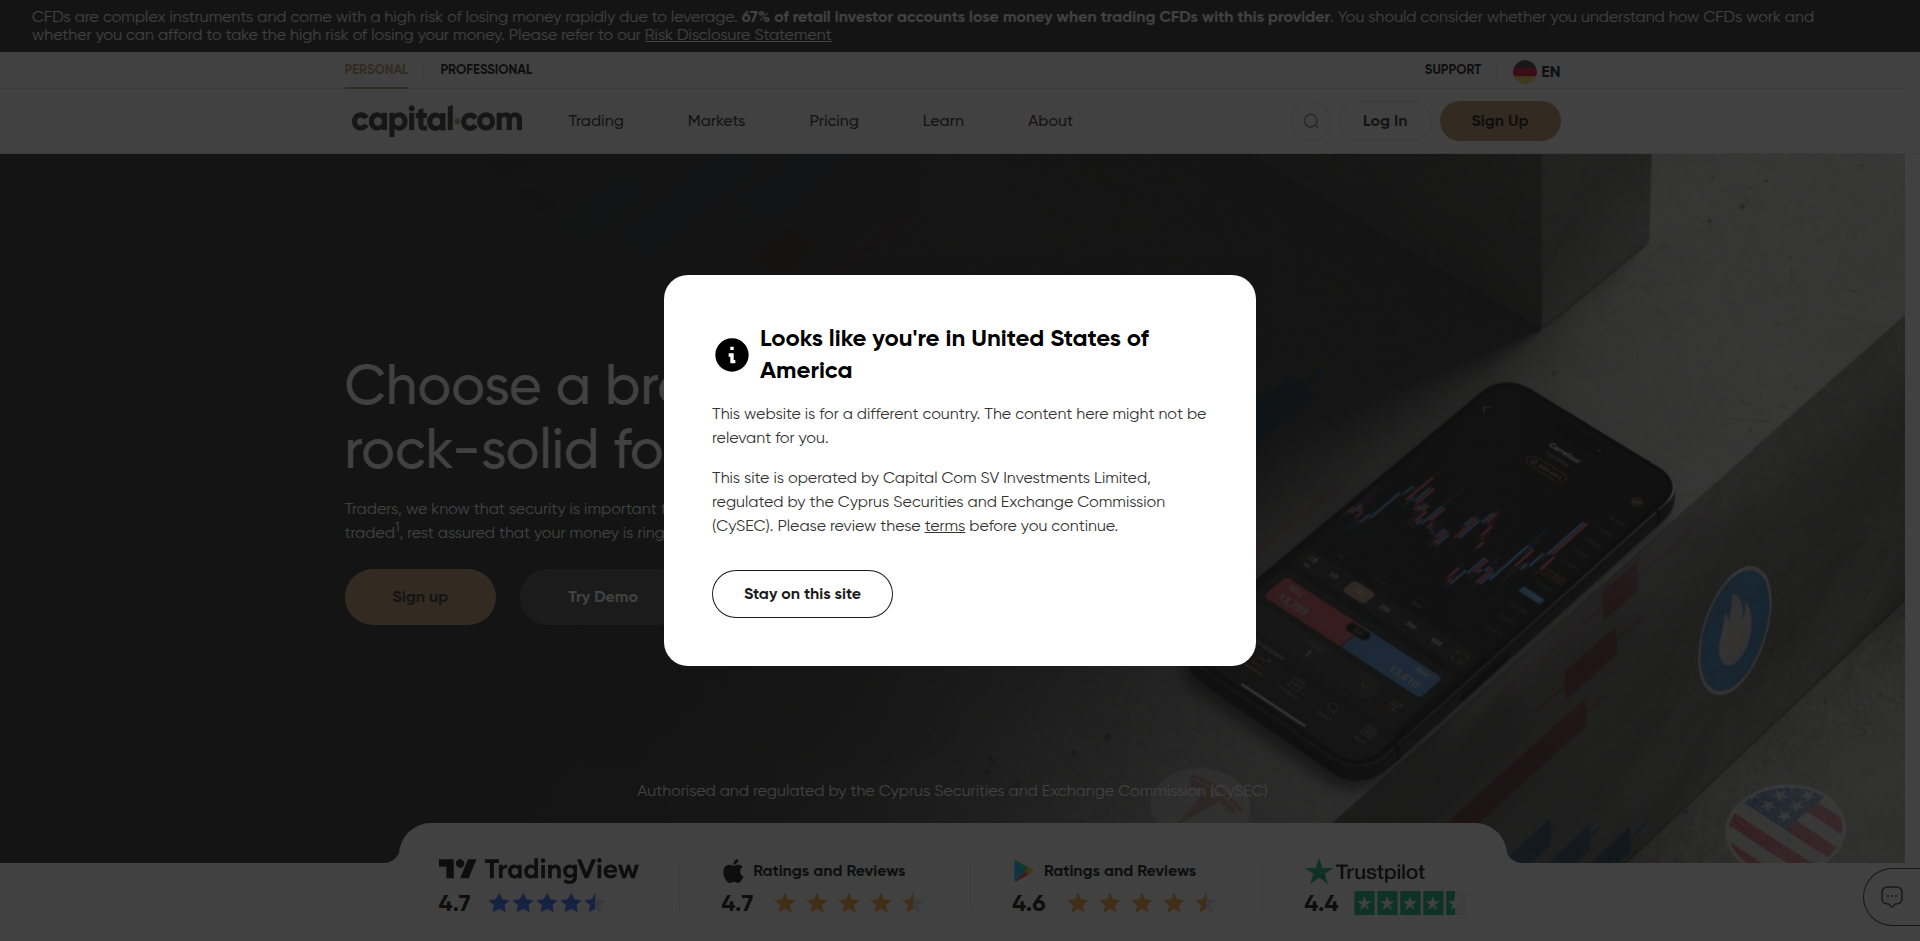 CFDs are complex instruments and come with a high risk of losing money rapidly due to leverage. 67% of retail investor accounts lose money when trading CFDs with this provider. You should consider whether you understand how CFDs work and
whether you can afford to take the high risk of losing your money. Please refer to our Risk Disclosure Statement
PERSONAL PROFESSIONAL SUPPORT EN
capital.com Trading Markets Pricing Learn About Log In Sign Up
Looks like you're in United States of
America
This website is for a different country. The content here might not be
relevant for you.
This site is operated by Capital Com SV Investments Limited,
regulated by the Cyprus Securities and Exchange Commission
(CySEC). Please review these terms before you continue.
Stay on this site
Choose a br
rock-solid fo
Traders, we know that security is important
traded1, rest assured that your money is ring
Sign up Try Demo
13,785
13,810
Authorised and regulated by the Cyprus Securities and Exchange Commission (CySEC)
TradingView Ratings and Reviews Ratings and Reviews Trustpilot
4.7 4.7 4.6 4.4